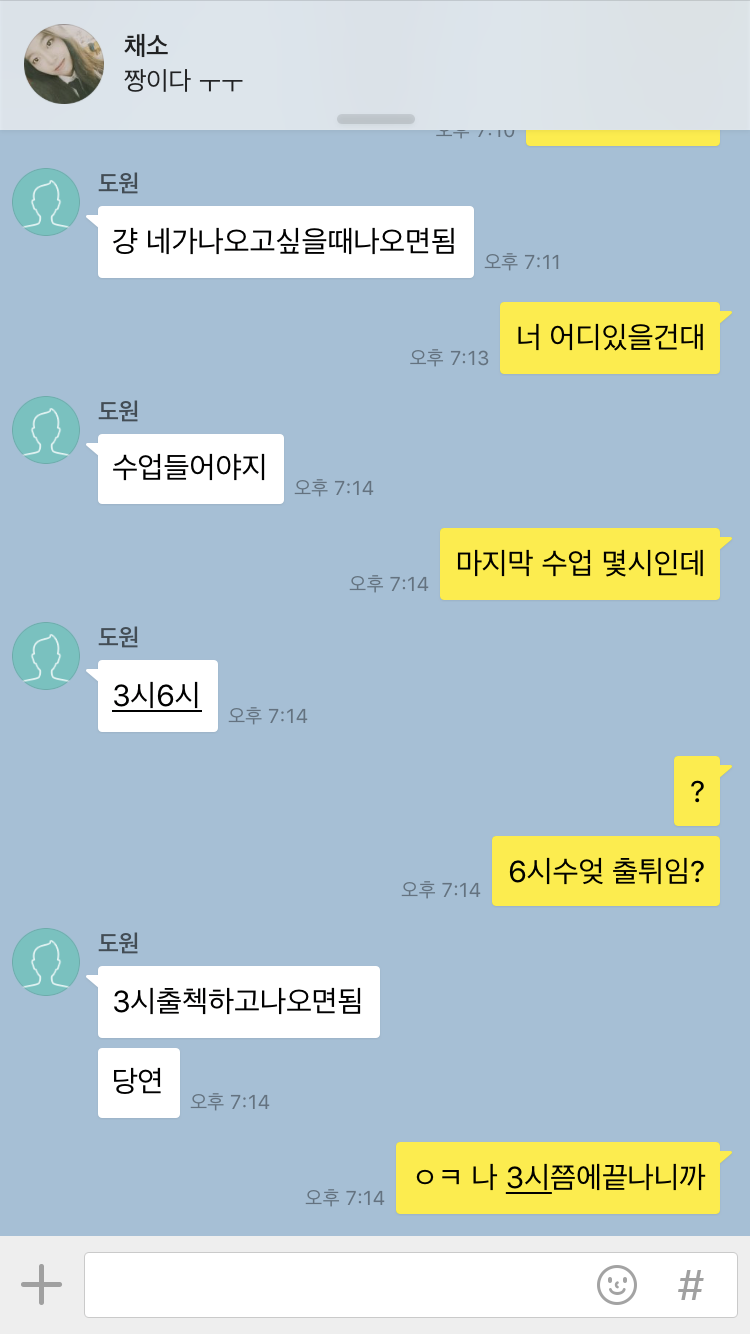 채소
짱이다 ㅜㅜ
오후 7:10
도원
걍 네가나오고싶을때나오면됨
오후 7:11
너 어디있을건대
오후 7:13
도원
수업들어야지
오후 7:14
마지막 수업 몇시인데
오후 7:14
도원
3시6시
오후 7:14
?
6시수엊 출튀임?
오후 7:14
도원
3시출첵하고나오면됨
당연
오후 7:14
ㅇㅋ 나 3시쯤에끝나니까
오후 7:14
#